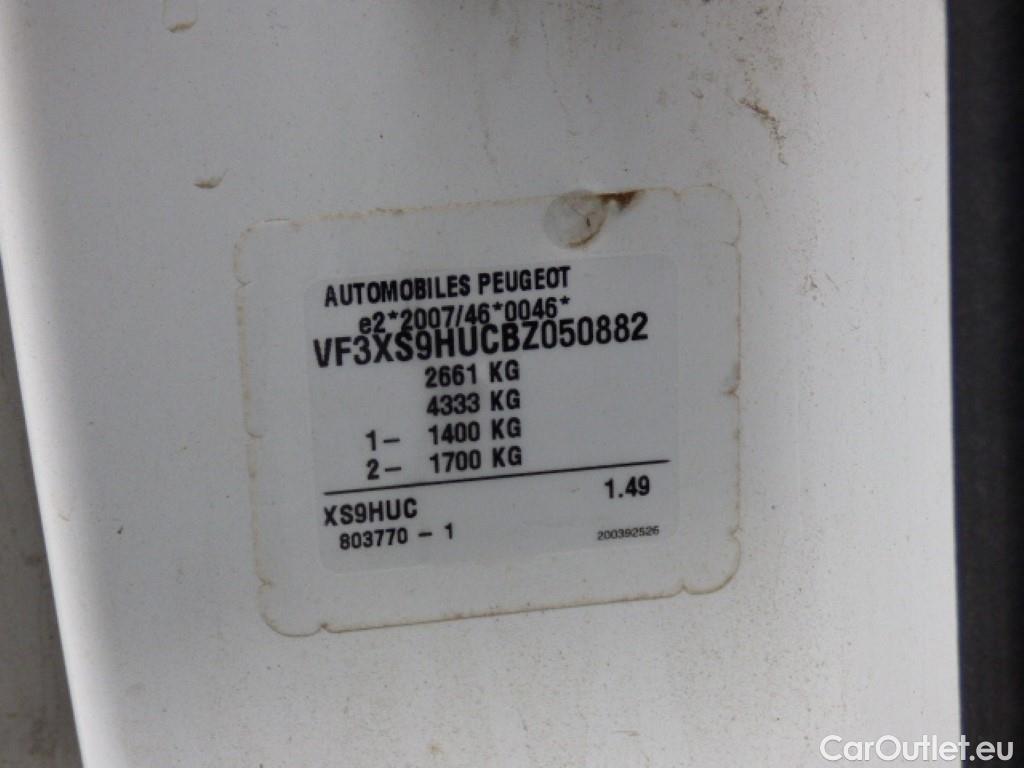 AUTOMOBILES PEUGEOT
e2*2007/46*0046*
VF3XS9HUCBZ050882
2661 KG
4333 KG
1- 1400 KG
2- 1700 KG
XS9HUC 1.49
803770 - 1 200392526
CarOutlet.eu